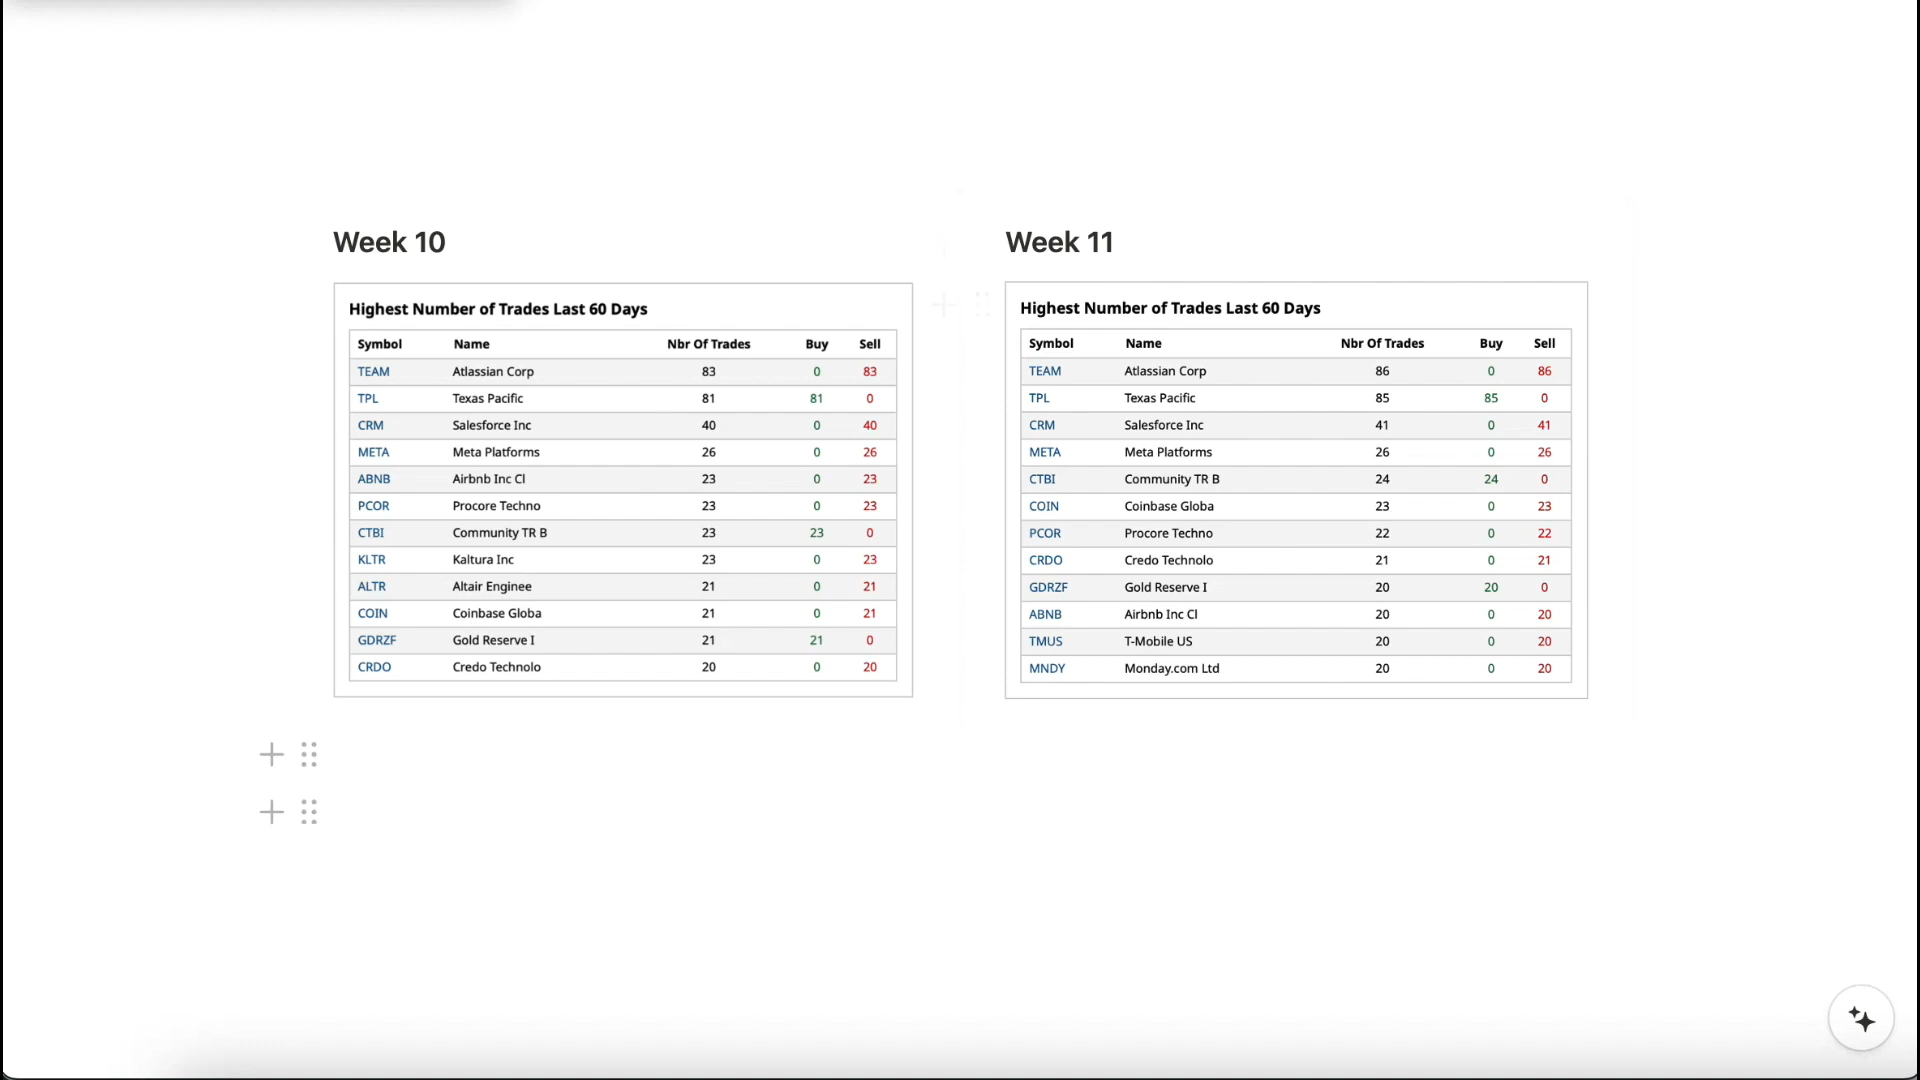 Week 10
Highest Number of Trades Last 60 Days
Symbol Name Nbr Of Trades Buy Sell
TEAM Atlassian Corp 83 0 83
TPL Texas Pacific 81 81 0
CRM Salesforce Inc 40 0 40
META Meta Platforms 26 0 26
ABNB Airbnb Inc Cl 23 0 23
PCOR Procore Techno 23 0 23
CTBI Community TR B 23 23 0
KLTR Kaltura Inc 23 0 23
ALTR Altair Enginee 21 0 21
COIN Coinbase Globa 21 0 21
GDRZF Gold Reserve I 21 21 0
CRDO Credo Technolo 20 0 20
Week 11
Highest Number of Trades Last 60 Days
Symbol Name Nbr Of Trades Buy Sell
TEAM Atlassian Corp 86 0 86
TPL Texas Pacific 85 85 0
CRM Salesforce Inc 41 0 41
META Meta Platforms 26 0 26
CTBI Community TR B 24 24 0
COIN Coinbase Globa 23 0 23
PCOR Procore Techno 22 0 22
CRDO Credo Technolo 21 0 21
GDRZF Gold Reserve I 20 20 0
ABNB Airbnb Inc Cl 20 0 20
TMUS T-Mobile US 20 0 20
MNDY Monday.com Ltd 20 0 20